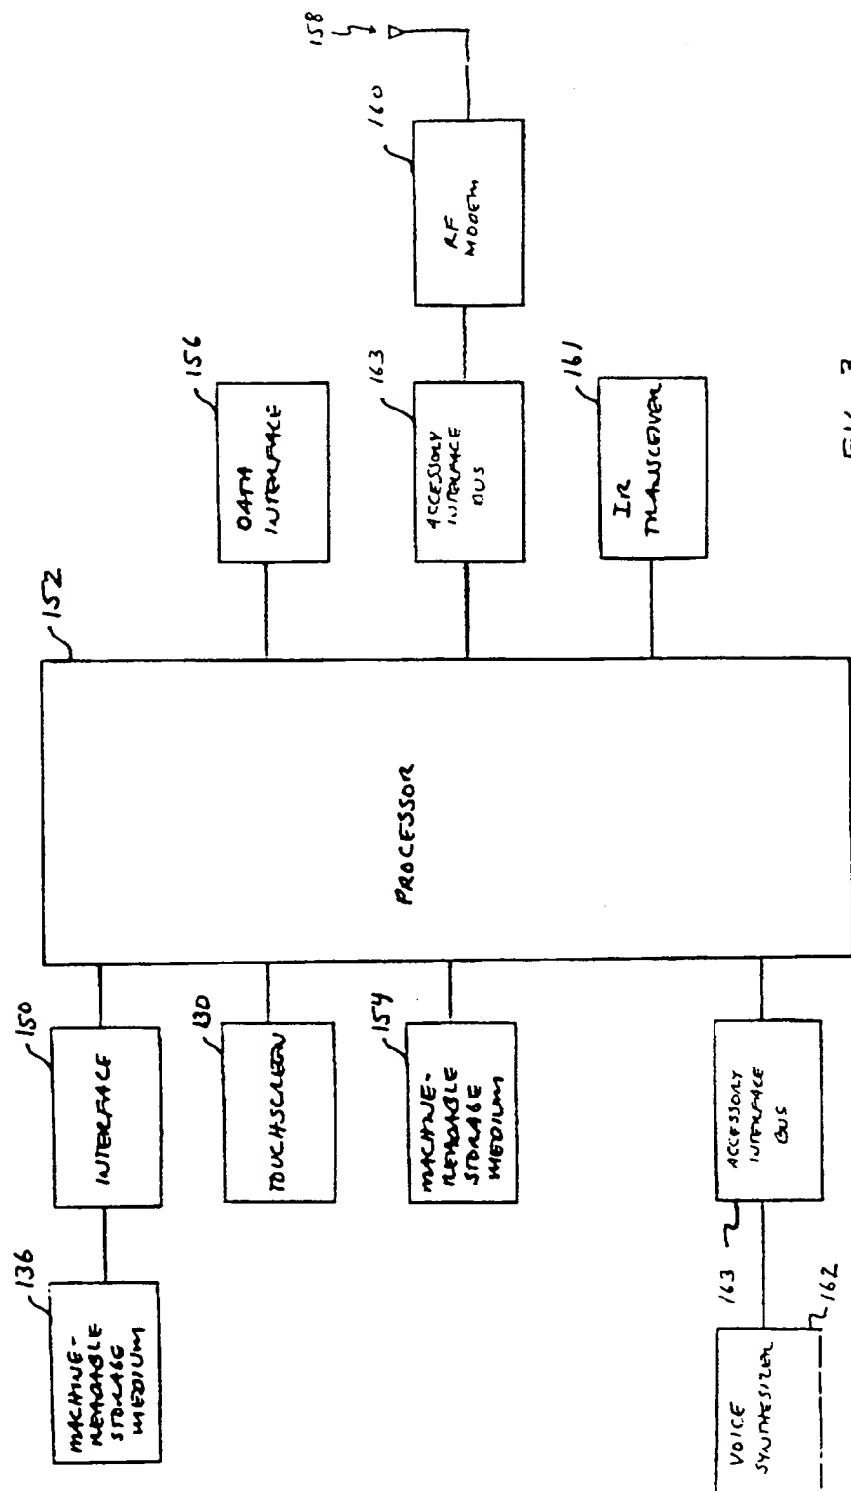 136
MACHINE-
READABLE
STORAGE
MEDIUM
150
INTERFACE
130
TOUCHSCREEN
154
MACHINE-
READABLE
STORAGE
MEDIUM
162
VOICE
SYNTHESIZER
163
ACCESSORY
INTERFACE
BUS
152
PROCESSOR
156
DATA
INTERFACE
163
ACCESSORY
INTERFACE
BUS
160
RF
MODEM
158
161
IR
TRANSCEIVER